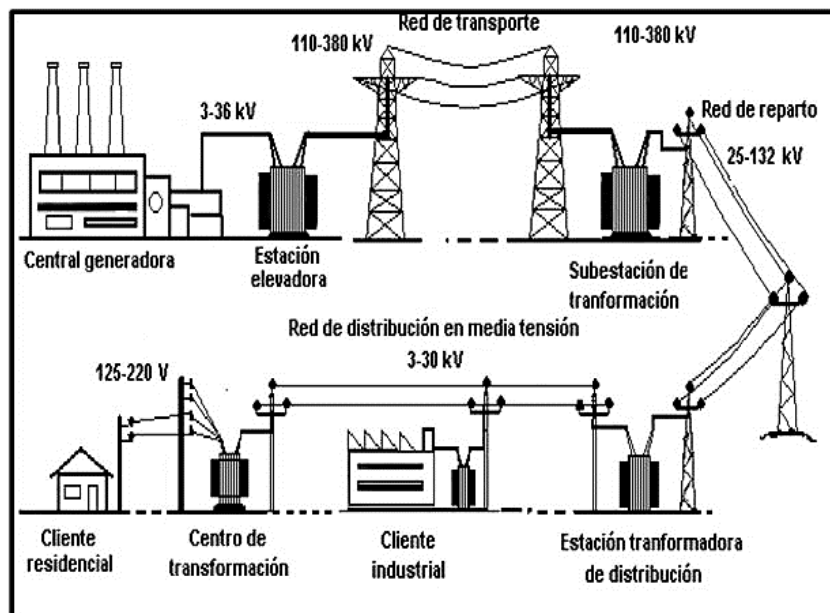 Red de transporte
110-380 kV
110-380 kV
3-36 kV
Red de reparto
25-132 kV
Central generadora
Estación
elevadora
Subestación de
tranformación
Red de distribución en media tensión
3-30 kV
125-220 V
Cliente
residencial
Centro de
transformación
Cliente
industrial
Estación tranformadora
de distribución